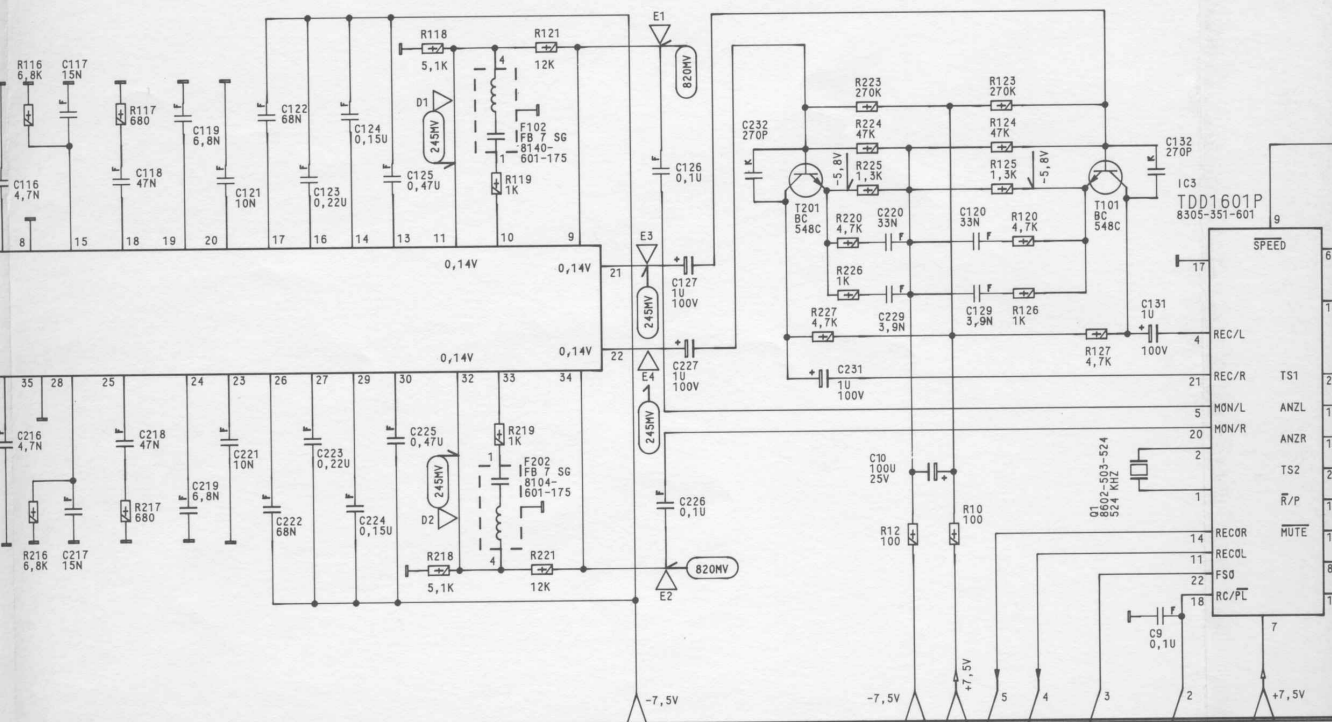 E1
R118
5,1K
R121
12K
820MV
R116
6,8K
C117
15N
R117
680
C119
6,8N
C122
68N
C124
0,15U
D1
245MV
4
F102
FB 7 SG
8140-
601-175
1
R119
1K
C116
4,7N
C118
47N
C121
10N
C123
0,22U
C125
0,47U
C126
0,1U
R223
270K
R123
270K
C232
270P
R224
47K
R124
47K
C132
270P
-5,8V
R225
1,3K
R125
1,3K
-5,8V
T201
BC
548C
T101
BC
548C
R220
4,7K
C220
33N
C120
33N
R120
4,7K
R226
1K
C229
3,9N
C129
3,9N
R126
1K
R227
4,7K
R127
4,7K
C131
1U
100V
IC3
TDD1601P
8305-351-601
9
SPEED
17
8
15
18
19
20
17
16
14
13
11
10
9
0,14V
0,14V
21
E3
245MV
C127
1U
100V
0,14V
0,14V
22
E4
245MV
C227
1U
100V
C231
1U
100V
4
REC/L
21
REC/R
TS1
5
MON/L
ANZL
20
MON/R
ANZR
2
TS2
1
R/P
14
RECOR
MUTE
11
RECOL
22
FSO
18
RC/PL
7
35
28
25
24
23
26
27
29
30
32
33
34
C216
4,7N
C218
47N
C221
10N
C223
0,22U
C225
0,47U
R219
1K
1
F202
FB 7 SG
8104-
601-175
4
245MV
D2
C226
0,1U
R216
6,8K
C217
15N
R217
680
C219
6,8N
C222
68N
C224
0,15U
R218
5,1K
R221
12K
820MV
E2
C10
100U
25V
R12
100
R10
100
Q1
8602-503-524
524 KHZ
C9
0,1U
-7,5V
-7,5V
+7,5V
5
4
3
2
+7,5V